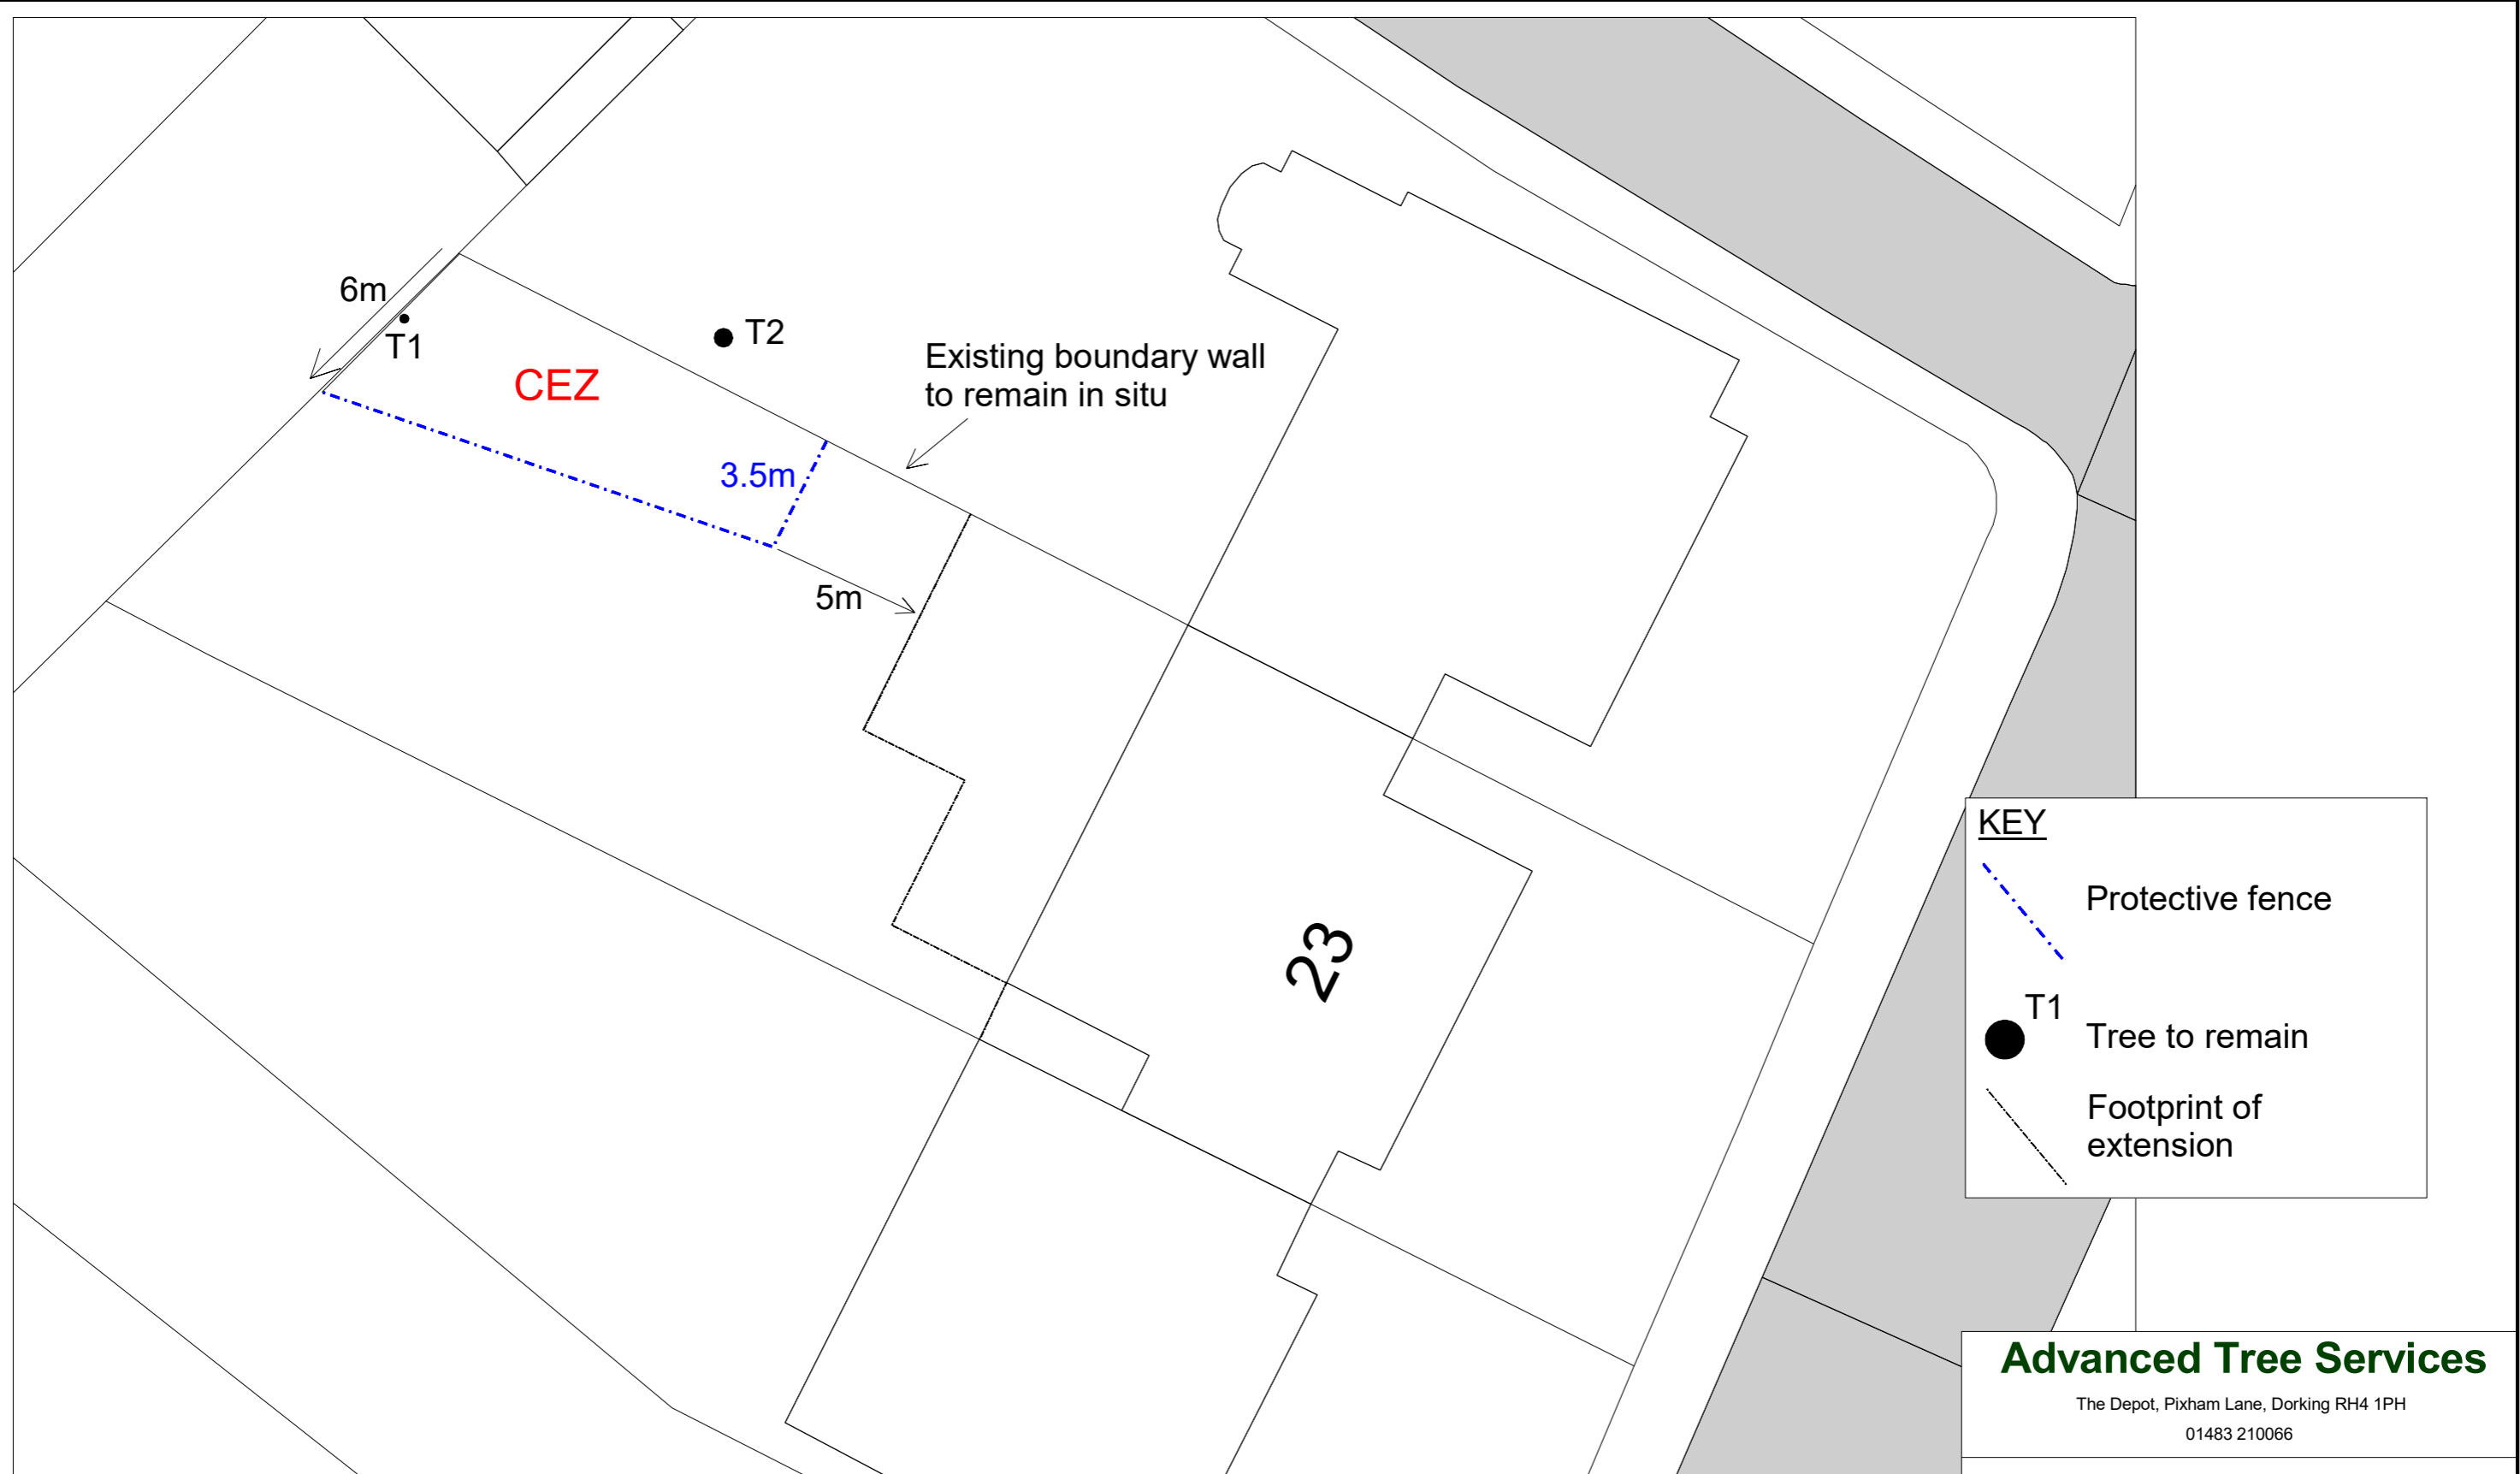 6m
T1
T2
CEZ
Existing boundary wall
to remain in situ
3.5m
5m
23
KEY
Protective fence
T1
Tree to remain
Footprint of
extension
Advanced Tree Services
The Depot, Pixham Lane, Dorking RH4 1PH
01483 210066